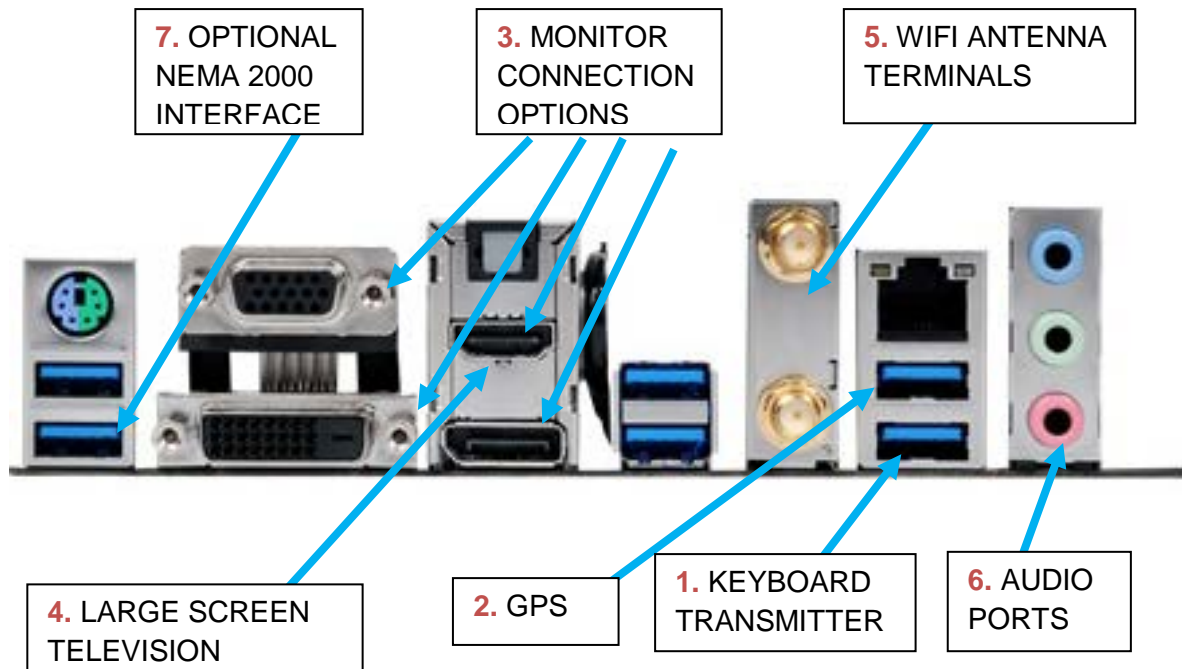 7. OPTIONAL
NEMA 2000
INTERFACE
3. MONITOR
CONNECTION
OPTIONS
5. WIFI ANTENNA
TERMINALS
4. LARGE SCREEN
TELEVISION
2. GPS
1. KEYBOARD
TRANSMITTER
6. AUDIO
PORTS